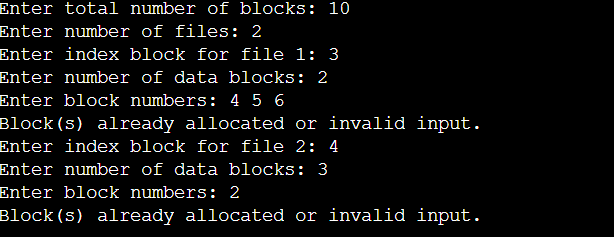 Enter total number of blocks: 10
Enter number of files: 2
Enter index block for file 1: 3
Enter number of data blocks: 2
Enter block numbers: 4 5 6
Block(s) already allocated or invalid input.
Enter index block for file 2: 4
Enter number of data blocks: 3
Enter block numbers: 2
Block(s) already allocated or invalid input.